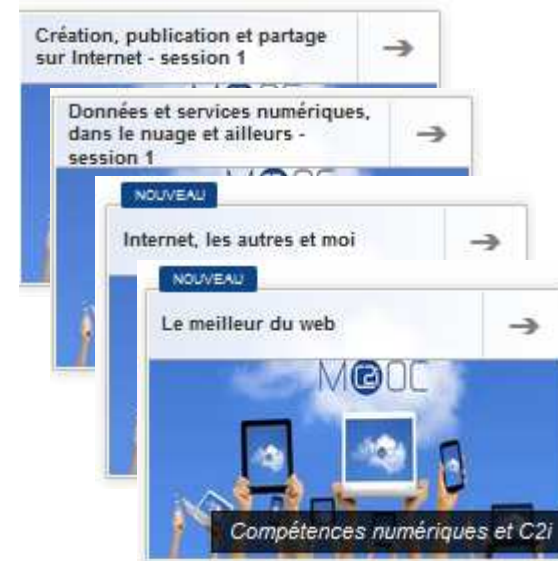 Création, publication et partage
sur Internet - session 1
Données et services numériques,
dans le nuage et ailleurs -
session 1
NOUVEAU
Internet, les autres et moi
NOUVEAU
Le meilleur du web
MOOC
Compétences numériques et C2i